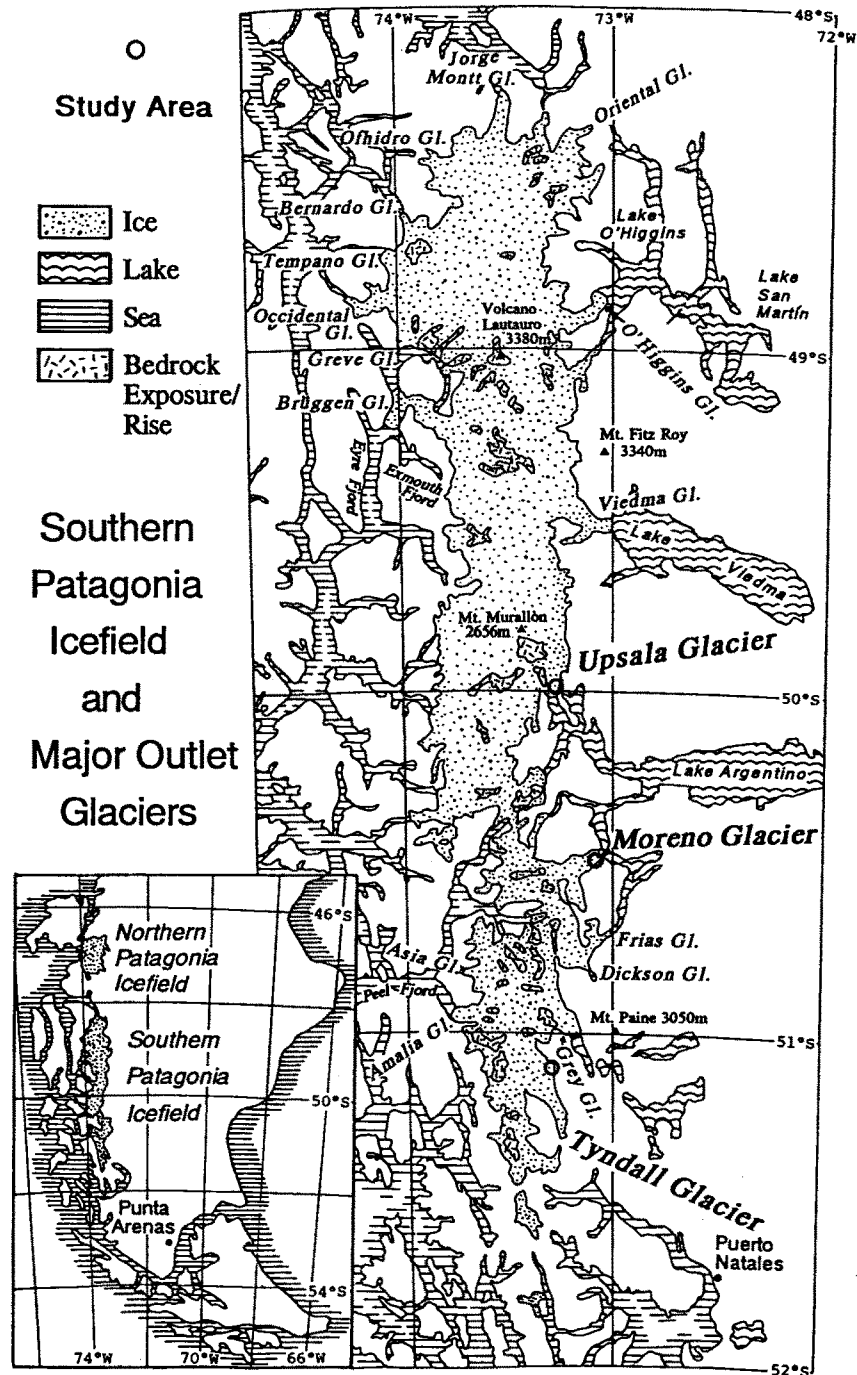 74°W
73°W
48°S
72°W
Study Area
Ice
Lake
Sea
Bedrock
Exposure/
Rise
Southern
Patagonia
Icefield
and
Major Outlet
Glaciers
Jorge
Montt Gl.
Oriental Gl.
Ofhidro Gl.
Bernardo Gl.
Lake
O'Higgins
Tempano Gl.
Lake
San
Martín
Occidental
Gl.
Volcano
Lautauro
3380m
O'Higgins Gl.
Greve Gl.
49°S
Brüggen Gl.
Eyre Fjord
Exmouth
Fjord
Mt. Fitz Roy
3340m
Viedma Gl.
Lake
Viedma
Mt. Murallòn
2656m
Upsala Glacier
50°S
Lake Argentino
Moreno Glacier
Frias Gl.
Dickson Gl.
Asia Gl.
Peel Fjord
Amalia Gl.
Mt. Paine 3050m
51°S
Grey Gl.
Tyndall Glacier
Puerto
Natales
52°S
46°S
Northern
Patagonia
Icefield
Southern
Patagonia
Icefield
50°S
Punta
Arenas
54°S
74°W
70°W
66°W